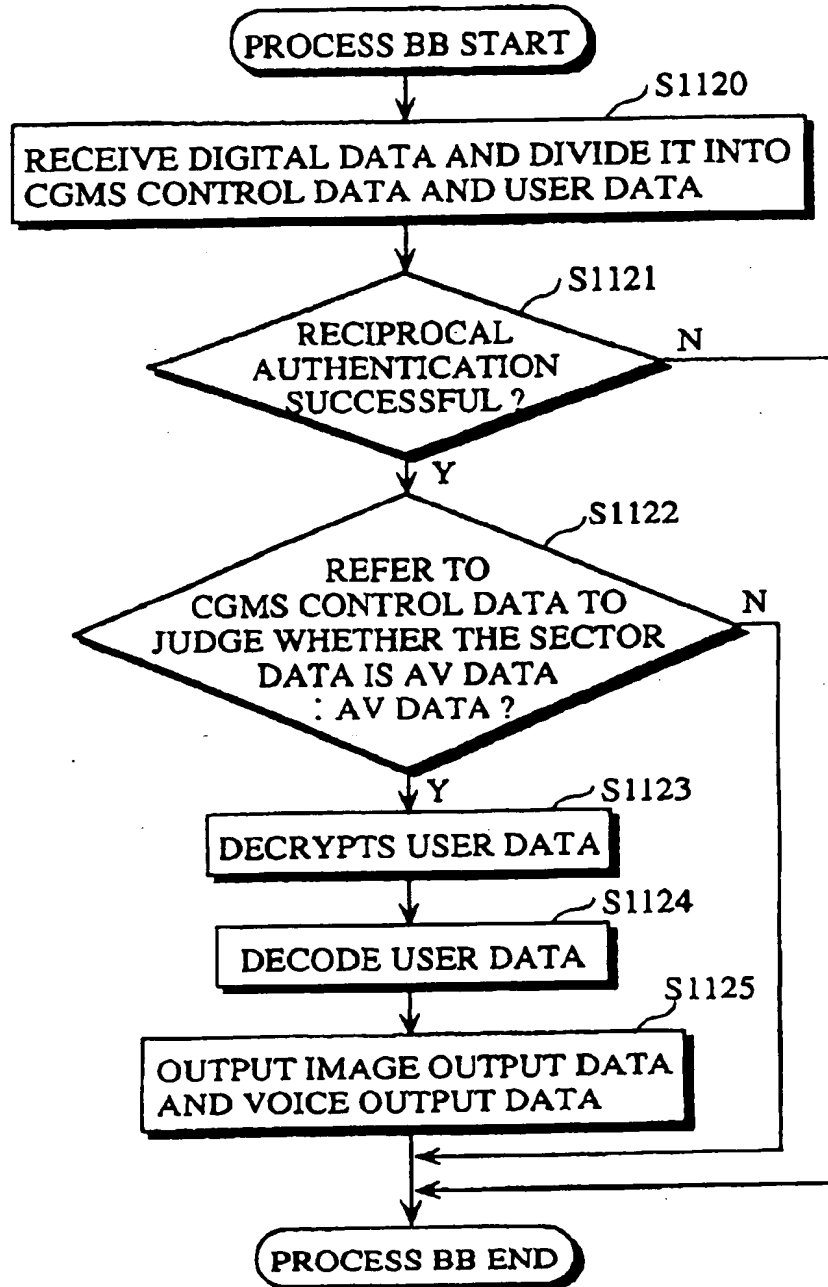 PROCESS BB START
S1120
RECEIVE DIGITAL DATA AND DIVIDE IT INTO
CGMS CONTROL DATA AND USER DATA
S1121
RECIPROCAL
AUTHENTICATION
SUCCESSFUL ?
N
Y
S1122
REFER TO
CGMS CONTROL DATA TO
JUDGE WHETHER THE SECTOR
DATA IS AV DATA
: AV DATA ?
N
Y
S1123
DECRYPTS USER DATA
S1124
DECODE USER DATA
S1125
OUTPUT IMAGE OUTPUT DATA
AND VOICE OUTPUT DATA
PROCESS BB END